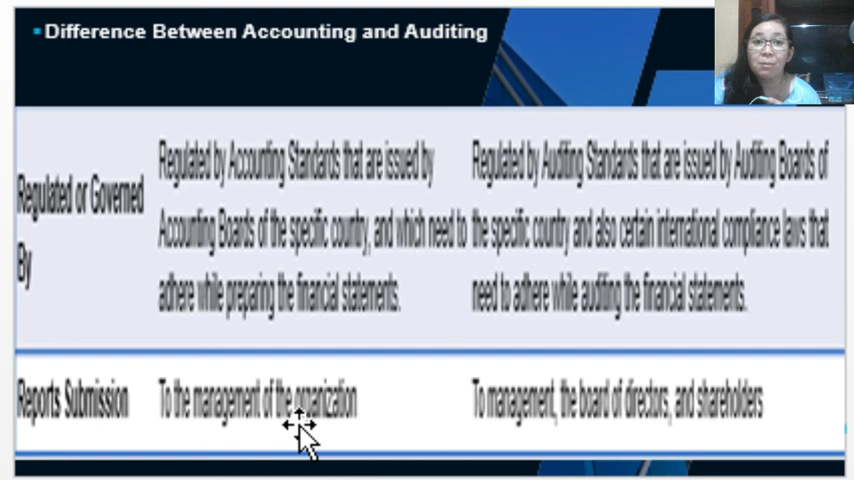 Difference Between Accounting and Auditing
Regulated or Governed
By
Regulated by Accounting Standards that are issued by
Accounting Boards of the specific country, and which need to
adhere while preparing the financial statements.
Regulated by Auditing Standards that are issued by Auditing Boards of
the specific country and also certain international compliance laws that
need to adhere while auditing the financial statements.
Reports Submission
To the management of the organization
To management, the board of directors, and shareholders